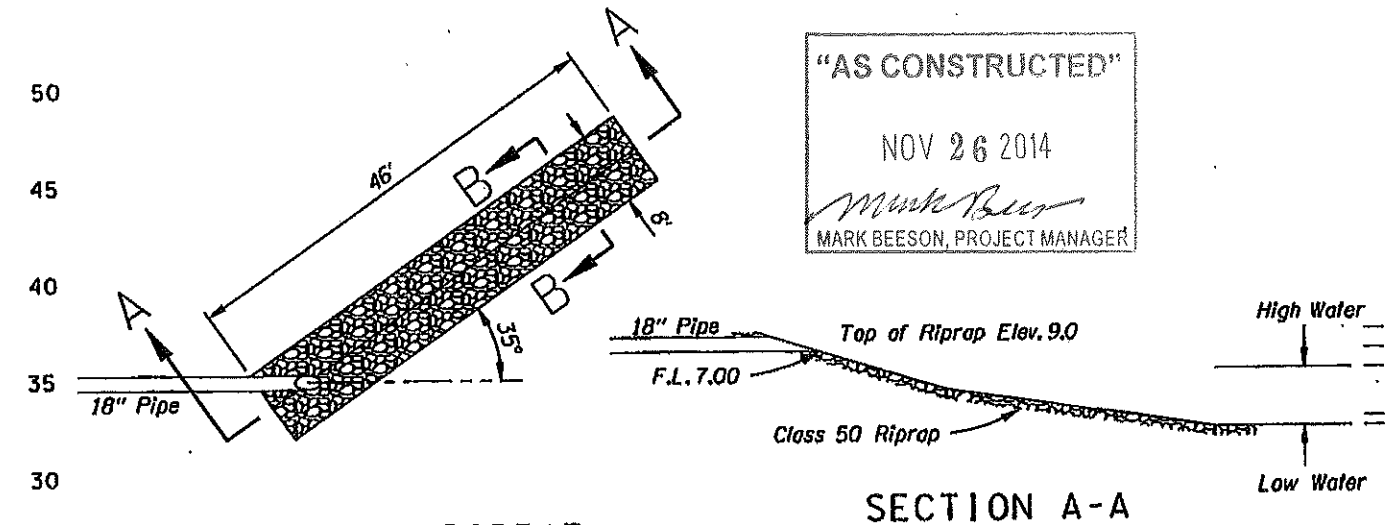 50
45
40
35
30
A
46'
B
8'
B
A
35°
18" Pipe
"AS CONSTRUCTED"
NOV 26 2014
MARK BEESON, PROJECT MANAGER
18" Pipe
Top of Riprap Elev. 9.0
F.L. 7.00
Class 50 Riprap
High Water
Low Water
SECTION A-A